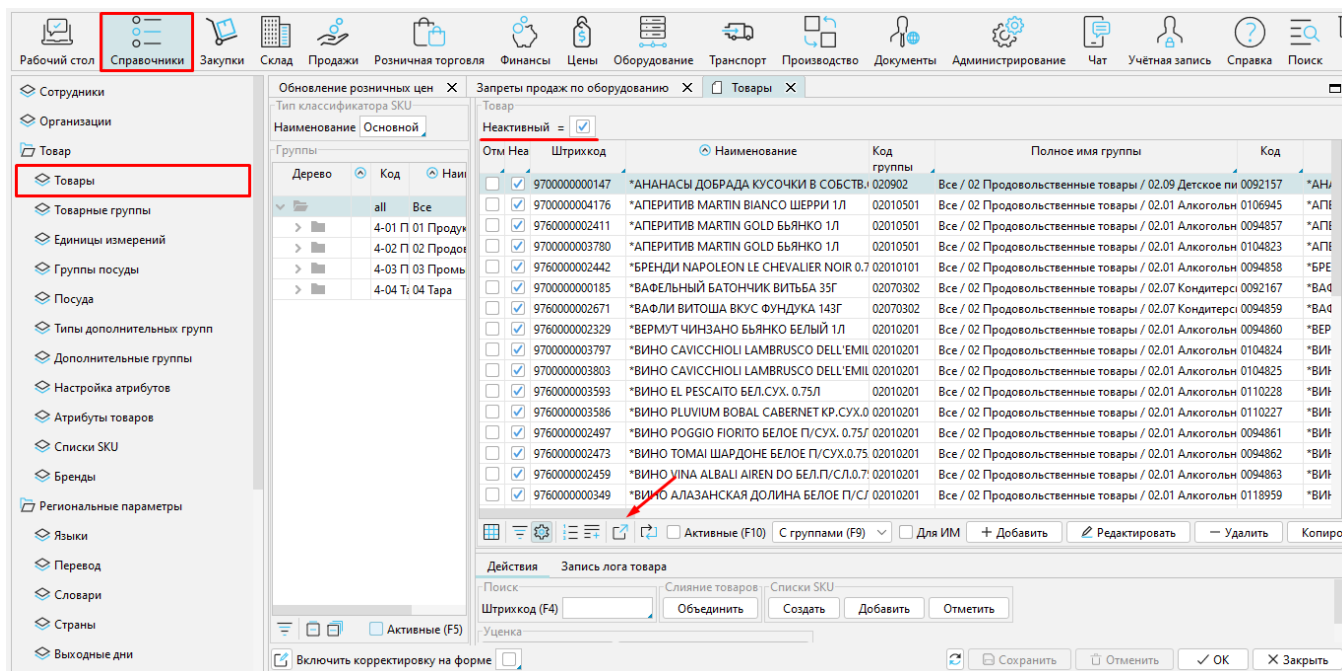 Рабочий стол Справочники Закупки Склад Продажи Розничная торговля Финансы Цены Оборудование Транспорт Производство Документы Администрирование Чат Учётная запись Справка Поиск
Сотрудники
Организации
Товар
Товары
Товарные группы
Единицы измерений
Группы посуды
Посуда
Типы дополнительных групп
Дополнительные группы
Настройка атрибутов
Атрибуты товаров
Списки SKU
Бренды
Региональные параметры
Языки
Перевод
Словари
Страны
Выходные дни
Обновление розничных цен X Запреты продаж по оборудованию X Товары X
Тип классификатора SKU
Наименование Основной
Группы
Дерево Код Наи
all Все
4-01 П 01 Продук
4-02 П 02 Продов
4-03 П 03 Промь
4-04 Та 04 Тара
Активные (F5)
Товар
Неактивный =
Отм Неа Штрихкод Наименование Код группы Полное имя группы Код
9700000000147 *АНАНАСЫ ДОБРАДА КУСОЧКИ В СОБСТВ. 020902 Все / 02 Продовольственные товары / 02.09 Детское пи 0092157 *АНА
9700000004176 *АПЕРИТИВ MARTIN BIANCO ШЕРРИ 1Л 02010501 Все / 02 Продовольственные товары / 02.01 Алкогольн 0106945 *АПЕ
9760000002411 *АПЕРИТИВ MARTIN GOLD БЬЯНКО 1Л 02010501 Все / 02 Продовольственные товары / 02.01 Алкогольн 0094857 *АПЕ
9700000003780 *АПЕРИТИВ MARTIN GOLD БЬЯНКО 1Л 02010501 Все / 02 Продовольственные товары / 02.01 Алкогольн 0104823 *АПЕ
9760000002442 *БРЕНДИ NAPOLEON LE CHEVALIER NOIR 0.7 02010101 Все / 02 Продовольственные товары / 02.01 Алкогольн 0094858 *БРЕ
9700000000185 *ВАФЕЛЬНЫЙ БАТОНЧИК ВИТЬБА 35Г 02070302 Все / 02 Продовольственные товары / 02.07 Кондитерс 0092167 *ВАФ
9760000002671 *ВАФЛИ ВИТОША ВКУС ФУНДУКА 143Г 02070302 Все / 02 Продовольственные товары / 02.07 Кондитерс 0094859 *ВАФ
9760000002329 *ВЕРМУТ ЧИНЗАНО БЬЯНКО БЕЛЫЙ 1Л 02010201 Все / 02 Продовольственные товары / 02.01 Алкогольн 0094860 *ВЕР
9700000003797 *ВИНО CAVICCHIOLI LAMBRUSCO DELL'EMIL 02010201 Все / 02 Продовольственные товары / 02.01 Алкогольн 0104824 *ВИН
9700000003803 *ВИНО CAVICCHIOLI LAMBRUSCO DELL'EMIL 02010201 Все / 02 Продовольственные товары / 02.01 Алкогольн 0104825 *ВИН
9760000003593 *ВИНО EL PESCAITO БЕЛ.СУХ. 0.75Л 02010201 Все / 02 Продовольственные товары / 02.01 Алкогольн 0110228 *ВИН
9760000003586 *ВИНО PLUVIUM BOBAL CABERNET КР.СУХ.0 02010201 Все / 02 Продовольственные товары / 02.01 Алкогольн 0110227 *ВИН
9760000002497 *ВИНО POGGIO FIORITO БЕЛОЕ П/СУХ. 0.75Л 02010201 Все / 02 Продовольственные товары / 02.01 Алкогольн 0094861 *ВИН
9760000002473 *ВИНО TOMAI ШАРДОНЕ БЕЛОЕ П/СУХ.0.75. 02010201 Все / 02 Продовольственные товары / 02.01 Алкогольн 0094862 *ВИН
9760000002459 *ВИНО VINA ALBALI AIREN DO БЕЛ.П/СЛ.0.7 02010201 Все / 02 Продовольственные товары / 02.01 Алкогольн 0094863 *ВИН
9760000000349 *ВИНО АЛАЗАНСКАЯ ДОЛИНА БЕЛОЕ П/СЛ 02010201 Все / 02 Продовольственные товары / 02.01 Алкогольн 0118959 *ВИН
Активные (F10) С группами (F9) Для ИМ + Добавить Редактировать − Удалить Копиро
Действия Запись лога товара
Поиск Слияние товаров Списки SKU
Штрихкод (F4) Объединить Создать Добавить Отметить
Уценка
Включить корректировку на форме Сохранить Отменить OK Закрыть